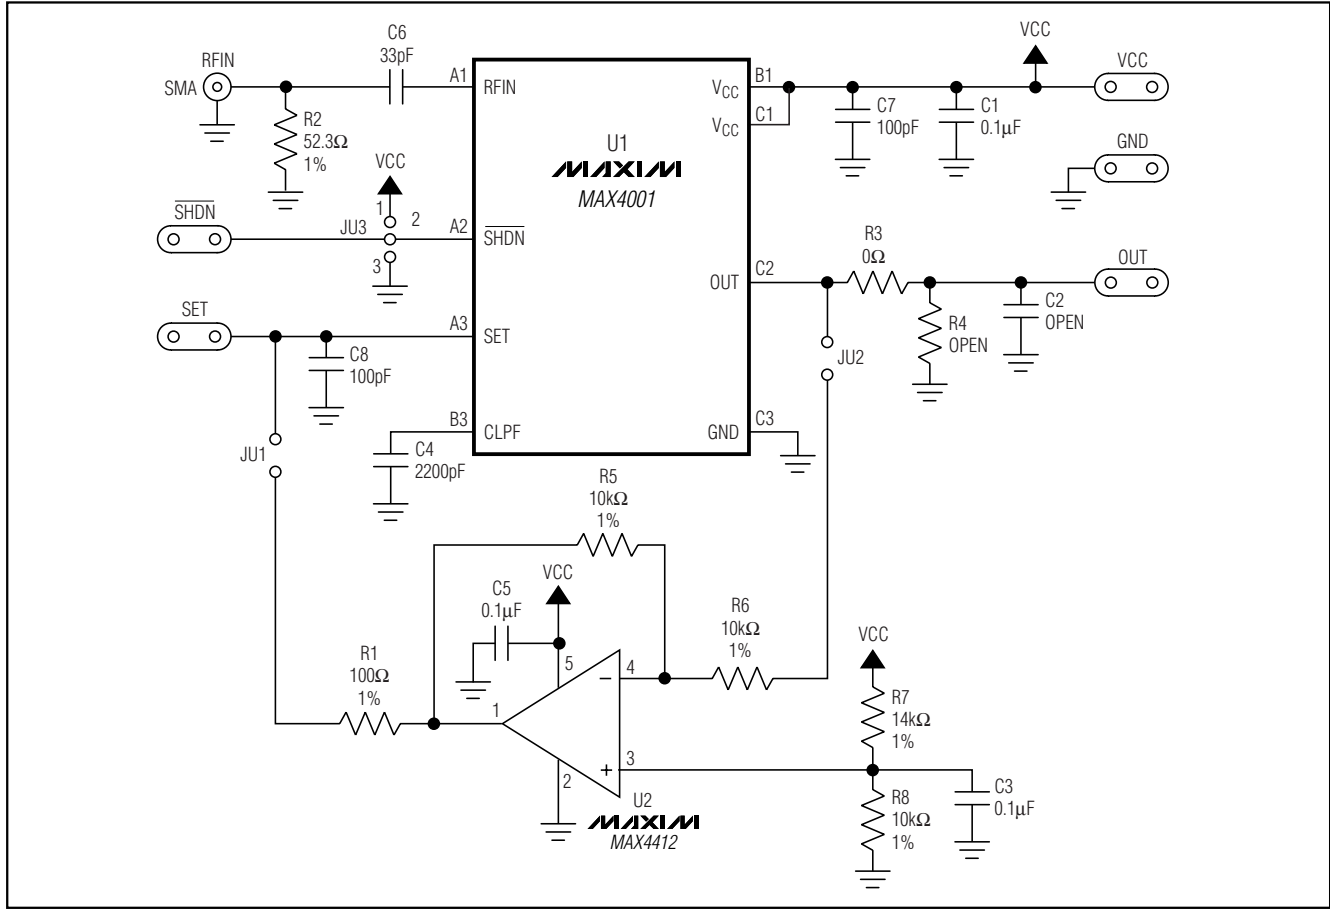 RFIN
SMA
C6
33pF
R2
52.3Ω
1%
A1
RFIN
VCC
1
2
3
JU3
SHDN
A2
SHDN
SET
A3
SET
C8
100pF
JU1
B3
CLPF
C4
2200pF
U1
MAXIM
MAX4001
B1
VCC
C1
VCC
C7
100pF
C1
0.1µF
VCC
VCC
GND
C2
OUT
R3
0Ω
R4
OPEN
C2
OPEN
OUT
JU2
C3
GND
R5
10kΩ
1%
C5
0.1µF
VCC
5
R6
10kΩ
1%
R1
100Ω
1%
1
4
−
3
+
2
U2
MAXIM
MAX4412
VCC
R7
14kΩ
1%
R8
10kΩ
1%
C3
0.1µF